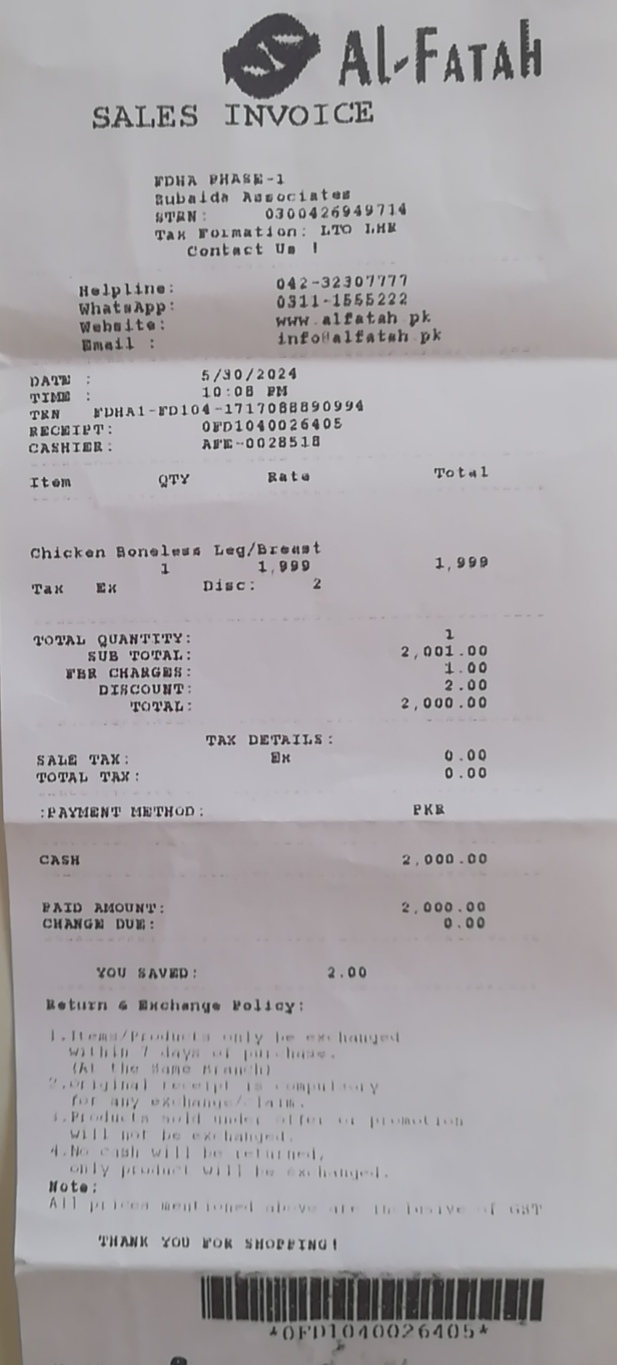 Al-Fatah
SALES INVOICE
FDHA PHASE-1
Subaida Associates
STRN: 0300426949714
Tax Formation: LTO LHR
Contact Us !
Helpline: 042-32307777
WhatsApp: 0311-1555222
Website: www.alfatah.pk
Email : info@alfatah.pk
DATE : 5/30/2024
TIME : 10:08 PM
TRN FDHA1-FD104-1717088890994
RECEIPT: 0FD1040026405
CASHIER: AFE-0028518
Item QTY Rate Total
Chicken Boneless Leg/Breast
1 1,999 1,999
Tax Ex Disc: 2
TOTAL QUANTITY: 1
SUB TOTAL: 2,001.00
FBR CHARGES: 1.00
DISCOUNT: 2.00
TOTAL: 2,000.00
TAX DETAILS:
SALE TAX: Ex 0.00
TOTAL TAX: 0.00
:PAYMENT METHOD: PKR
CASH 2,000.00
PAID AMOUNT: 2,000.00
CHANGE DUE: 0.00
YOU SAVED: 2.00
Return & Exchange Policy:
1.Items/Products only be exchanged
within 7 days of purchase.
(At the Same Branch)
2.original receipt is compulsory
for any exchange/claim.
3.Products sold under offer or promotion
will not be exchanged.
4.No cash will be returned,
only product will be exchanged.
Note:
All prices mentioned above are inclusive of GST
THANK YOU FOR SHOPPING!
*0FD1040026405*